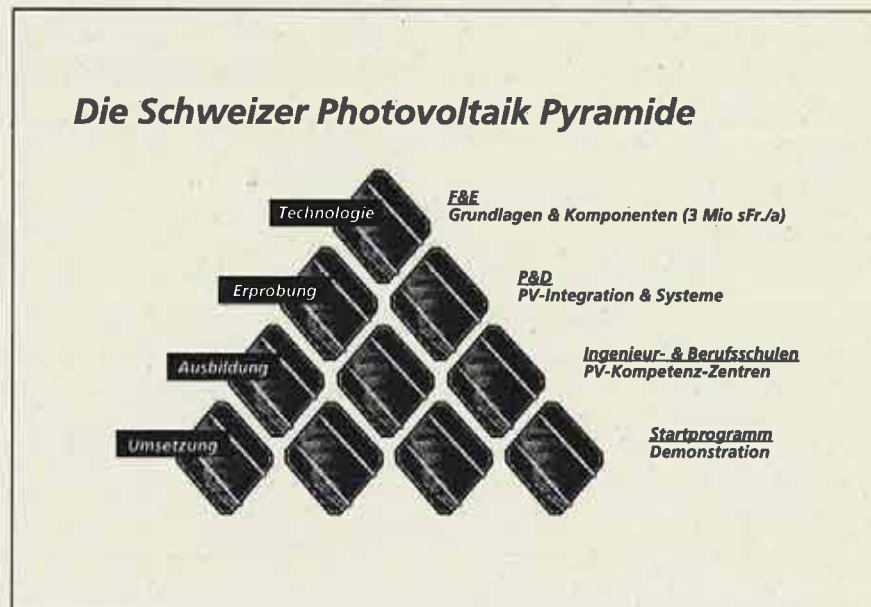 Die Schweizer Photovoltaik Pyramide
Technologie
F&E
Grundlagen & Komponenten (3 Mio sFr./a)
Erprobung
P&D
PV-Integration & Systeme
Ausbildung
Ingenieur- & Berufsschulen
PV-Kompetenz-Zentren
Umsetzung
Startprogramm
Demonstration